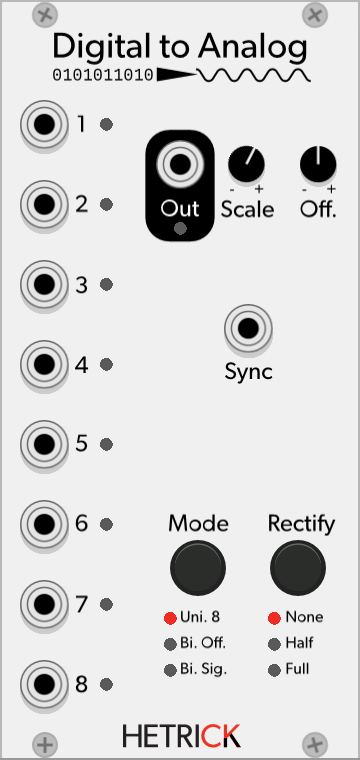 Digital to Analog
0101011010
1
2
3
4
5
6
7
8
Out
- +
Scale
- +
Off.
Sync
Mode
Uni. 8
Bi. Off.
Bi. Sig.
Rectify
None
Half
Full
HETRICK